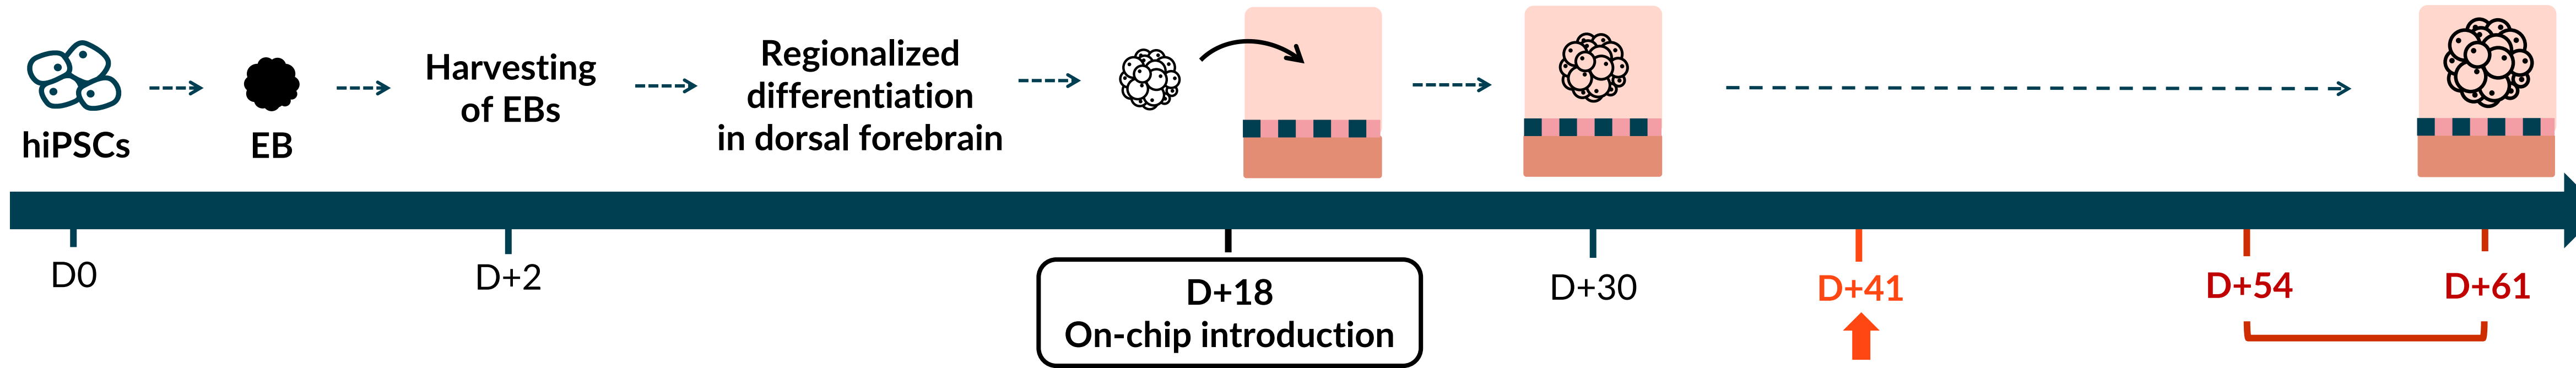 hiPSCs
EB
Harvesting
of EBs
Regionalized
differentiation
in dorsal forebrain
D0
D+2
D+18
On-chip introduction
D+30
D+41
D+54
D+61